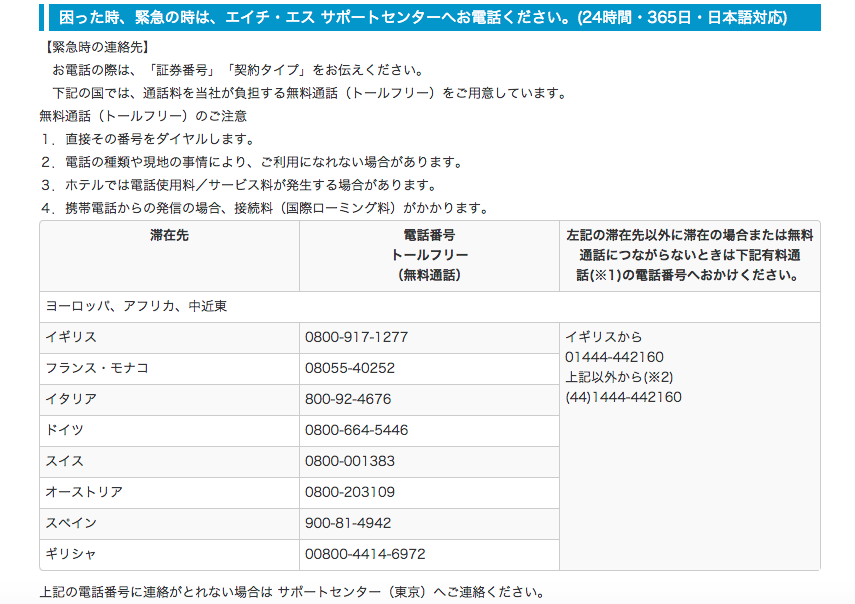 困った時、緊急の時は、エイチ・エス サポートセンターへお電話ください。(24時間・365日・日本語対応)
【緊急時の連絡先】
お電話の際は、「証券番号」「契約タイプ」をお伝えください。
下記の国では、通話料を当社が負担する無料通話（トールフリー）をご用意しています。
無料通話（トールフリー）のご注意
１．直接その番号をダイヤルします。
２．電話の種類や現地の事情により、ご利用になれない場合があります。
３．ホテルでは電話使用料／サービス料が発生する場合があります。
４．携帯電話からの発信の場合、接続料（国際ローミング料）がかかります。
滞在先
電話番号
トールフリー
（無料通話）
左記の滞在先以外に滞在の場合または無料
通話につながらないときは下記有料通
話(※1)の電話番号へおかけください。
ヨーロッパ、アフリカ、中近東
イギリス 0800-917-1277
フランス・モナコ 08055-40252
イタリア 800-92-4676
ドイツ 0800-664-5446
スイス 0800-001383
オーストリア 0800-203109
スペイン 900-81-4942
ギリシャ 00800-4414-6972
イギリスから
01444-442160
上記以外から(※2)
(44)1444-442160
上記の電話番号に連絡がとれない場合は サポートセンター（東京）へご連絡ください。